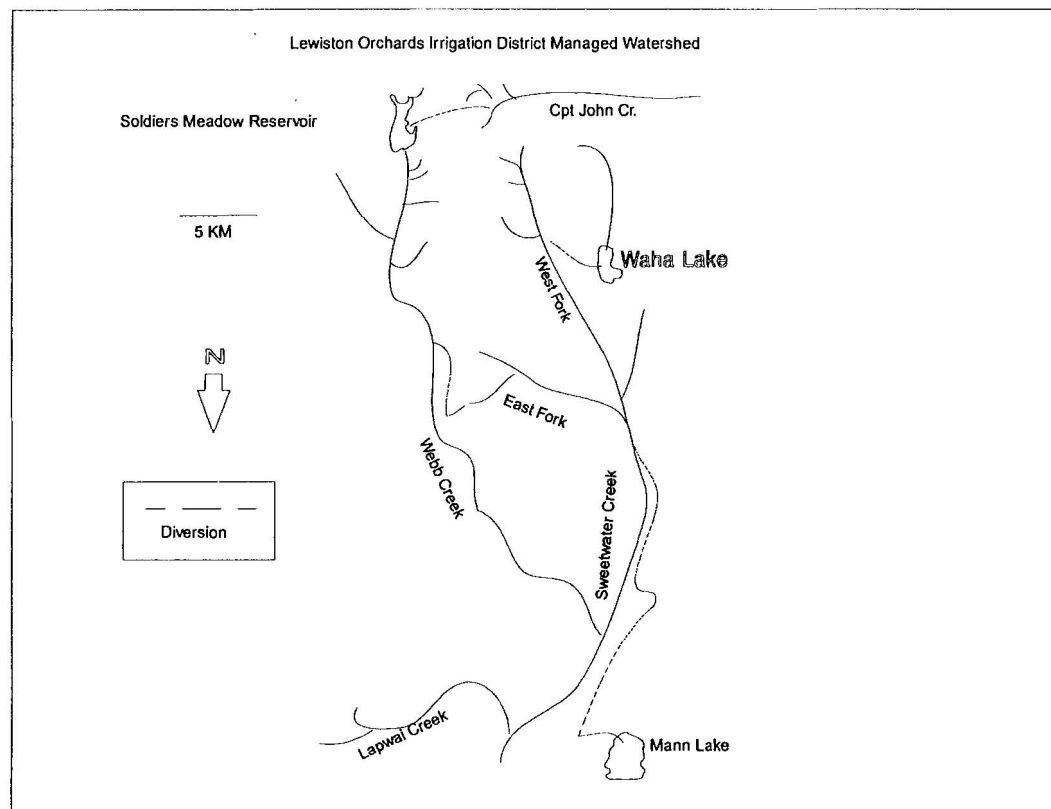 Lewiston Orchards Irrigation District Managed Watershed
Cpt John Cr.
Soldiers Meadow Reservoir
5 KM
Waha Lake
West Fork
N
East Fork
Webb Creek
Sweetwater Creek
Diversion
Lapwai Creek
Mann Lake